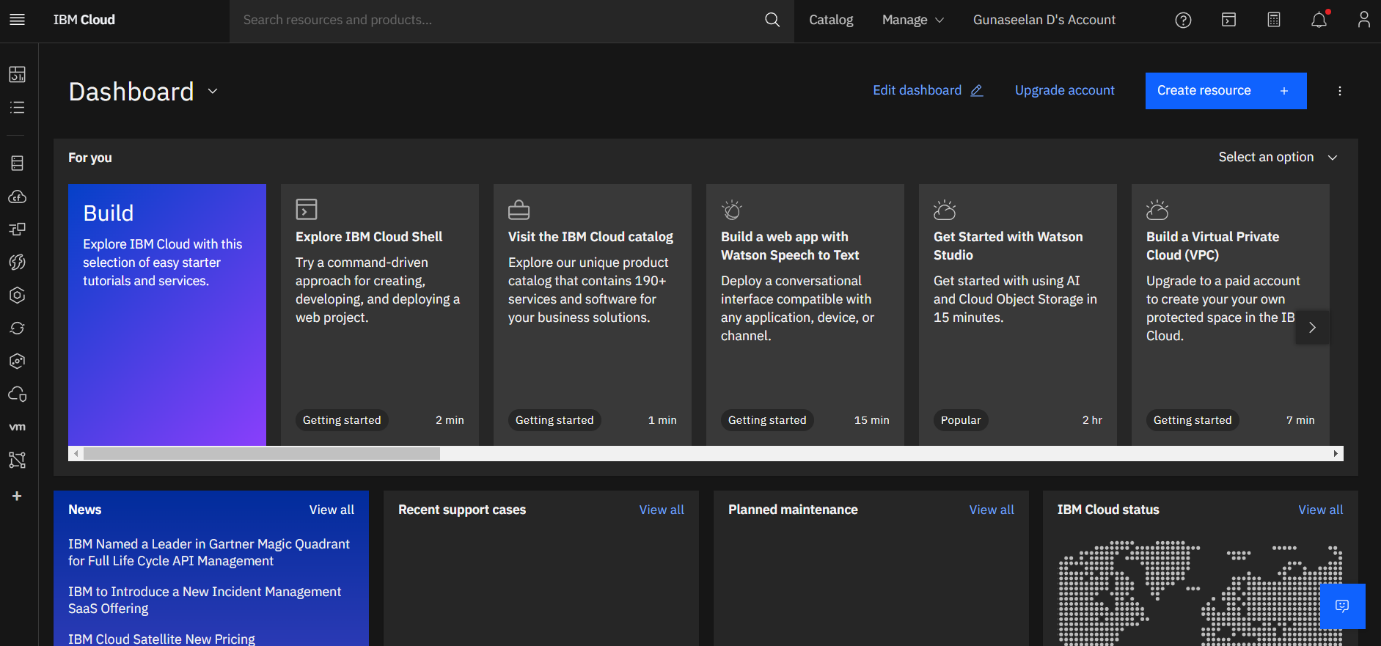 IBM Cloud
Search resources and products...
Catalog
Manage
Gunaseelan D's Account
Dashboard
Edit dashboard
Upgrade account
Create resource +
For you
Select an option
Build
Explore IBM Cloud with this
selection of easy starter
tutorials and services.
Explore IBM Cloud Shell
Try a command-driven
approach for creating,
developing, and deploying a
web project.
Getting started
2 min
Visit the IBM Cloud catalog
Explore our unique product
catalog that contains 190+
services and software for
your business solutions.
Getting started
1 min
Build a web app with
Watson Speech to Text
Deploy a conversational
interface compatible with
any application, device, or
channel.
Getting started
15 min
Get Started with Watson
Studio
Get started with using AI
and Cloud Object Storage in
15 minutes.
Popular
2 hr
Build a Virtual Private
Cloud (VPC)
Upgrade to a paid account
to create your your own
protected space in the IB
Cloud.
Getting started
7 min
vm
News
View all
IBM Named a Leader in Gartner Magic Quadrant
for Full Life Cycle API Management
IBM to Introduce a New Incident Management
SaaS Offering
IBM Cloud Satellite New Pricing
Recent support cases
View all
Planned maintenance
View all
IBM Cloud status
View all